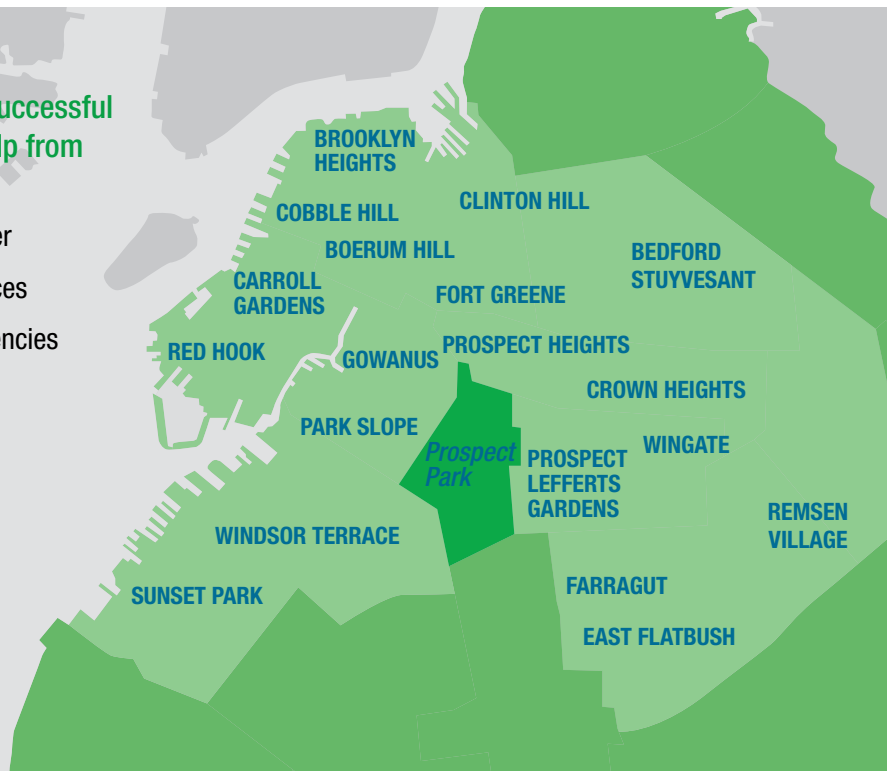 uccessful
lp from
er
ces
encies
BROOKLYN
HEIGHTS
CLINTON HILL
COBBLE HILL
BOERUM HILL
BEDFORD
STUYVESANT
CARROLL
GARDENS
FORT GREENE
RED HOOK
GOWANUS
PROSPECT HEIGHTS
CROWN HEIGHTS
PARK SLOPE
WINGATE
Prospect
Park
PROSPECT
LEFFERTS
GARDENS
REMSEN
VILLAGE
WINDSOR TERRACE
SUNSET PARK
FARRAGUT
EAST FLATBUSH